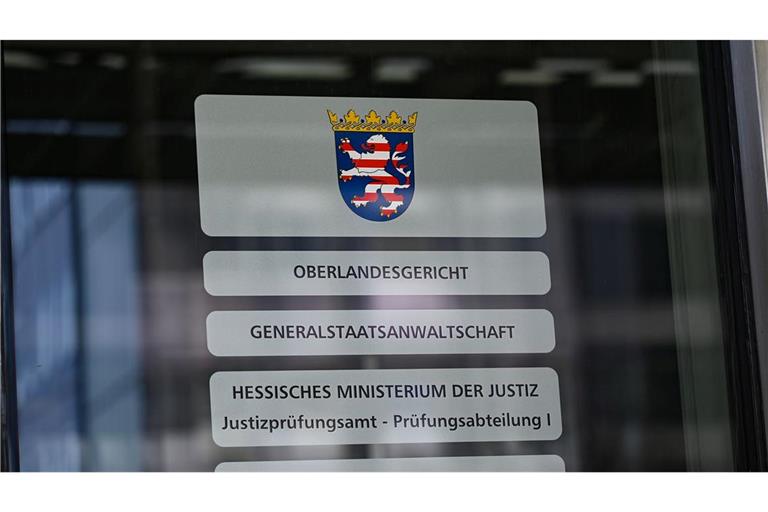 OBERLANDESGERICHT
GENERALSTAATSANWALTSCHAFT
HESSISCHES MINISTERIUM DER JUSTIZ
Justizprüfungsamt - Prüfungsabteilung I